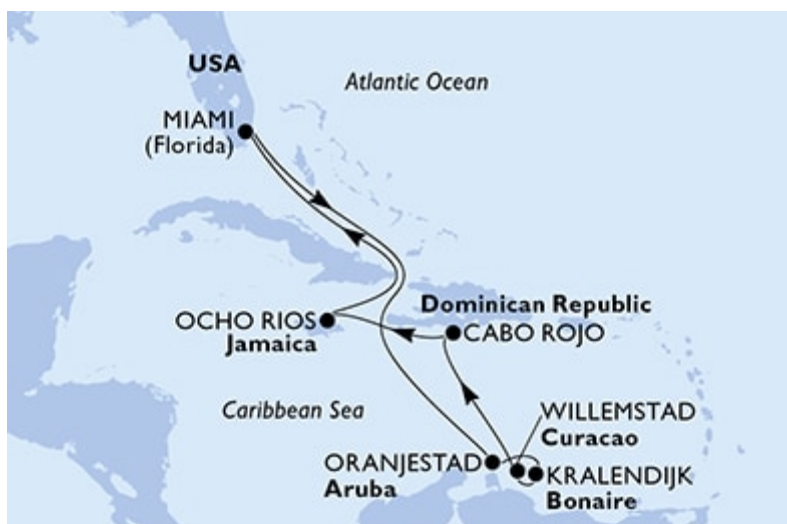 USA
Atlantic Ocean
MIAMI
(Florida)
Dominican Republic
OCHO RIOS
Jamaica
CABO ROJO
Caribbean Sea
WILLEMSTAD
Curacao
ORANJESTAD
Aruba
KRALENDIJK
Bonaire